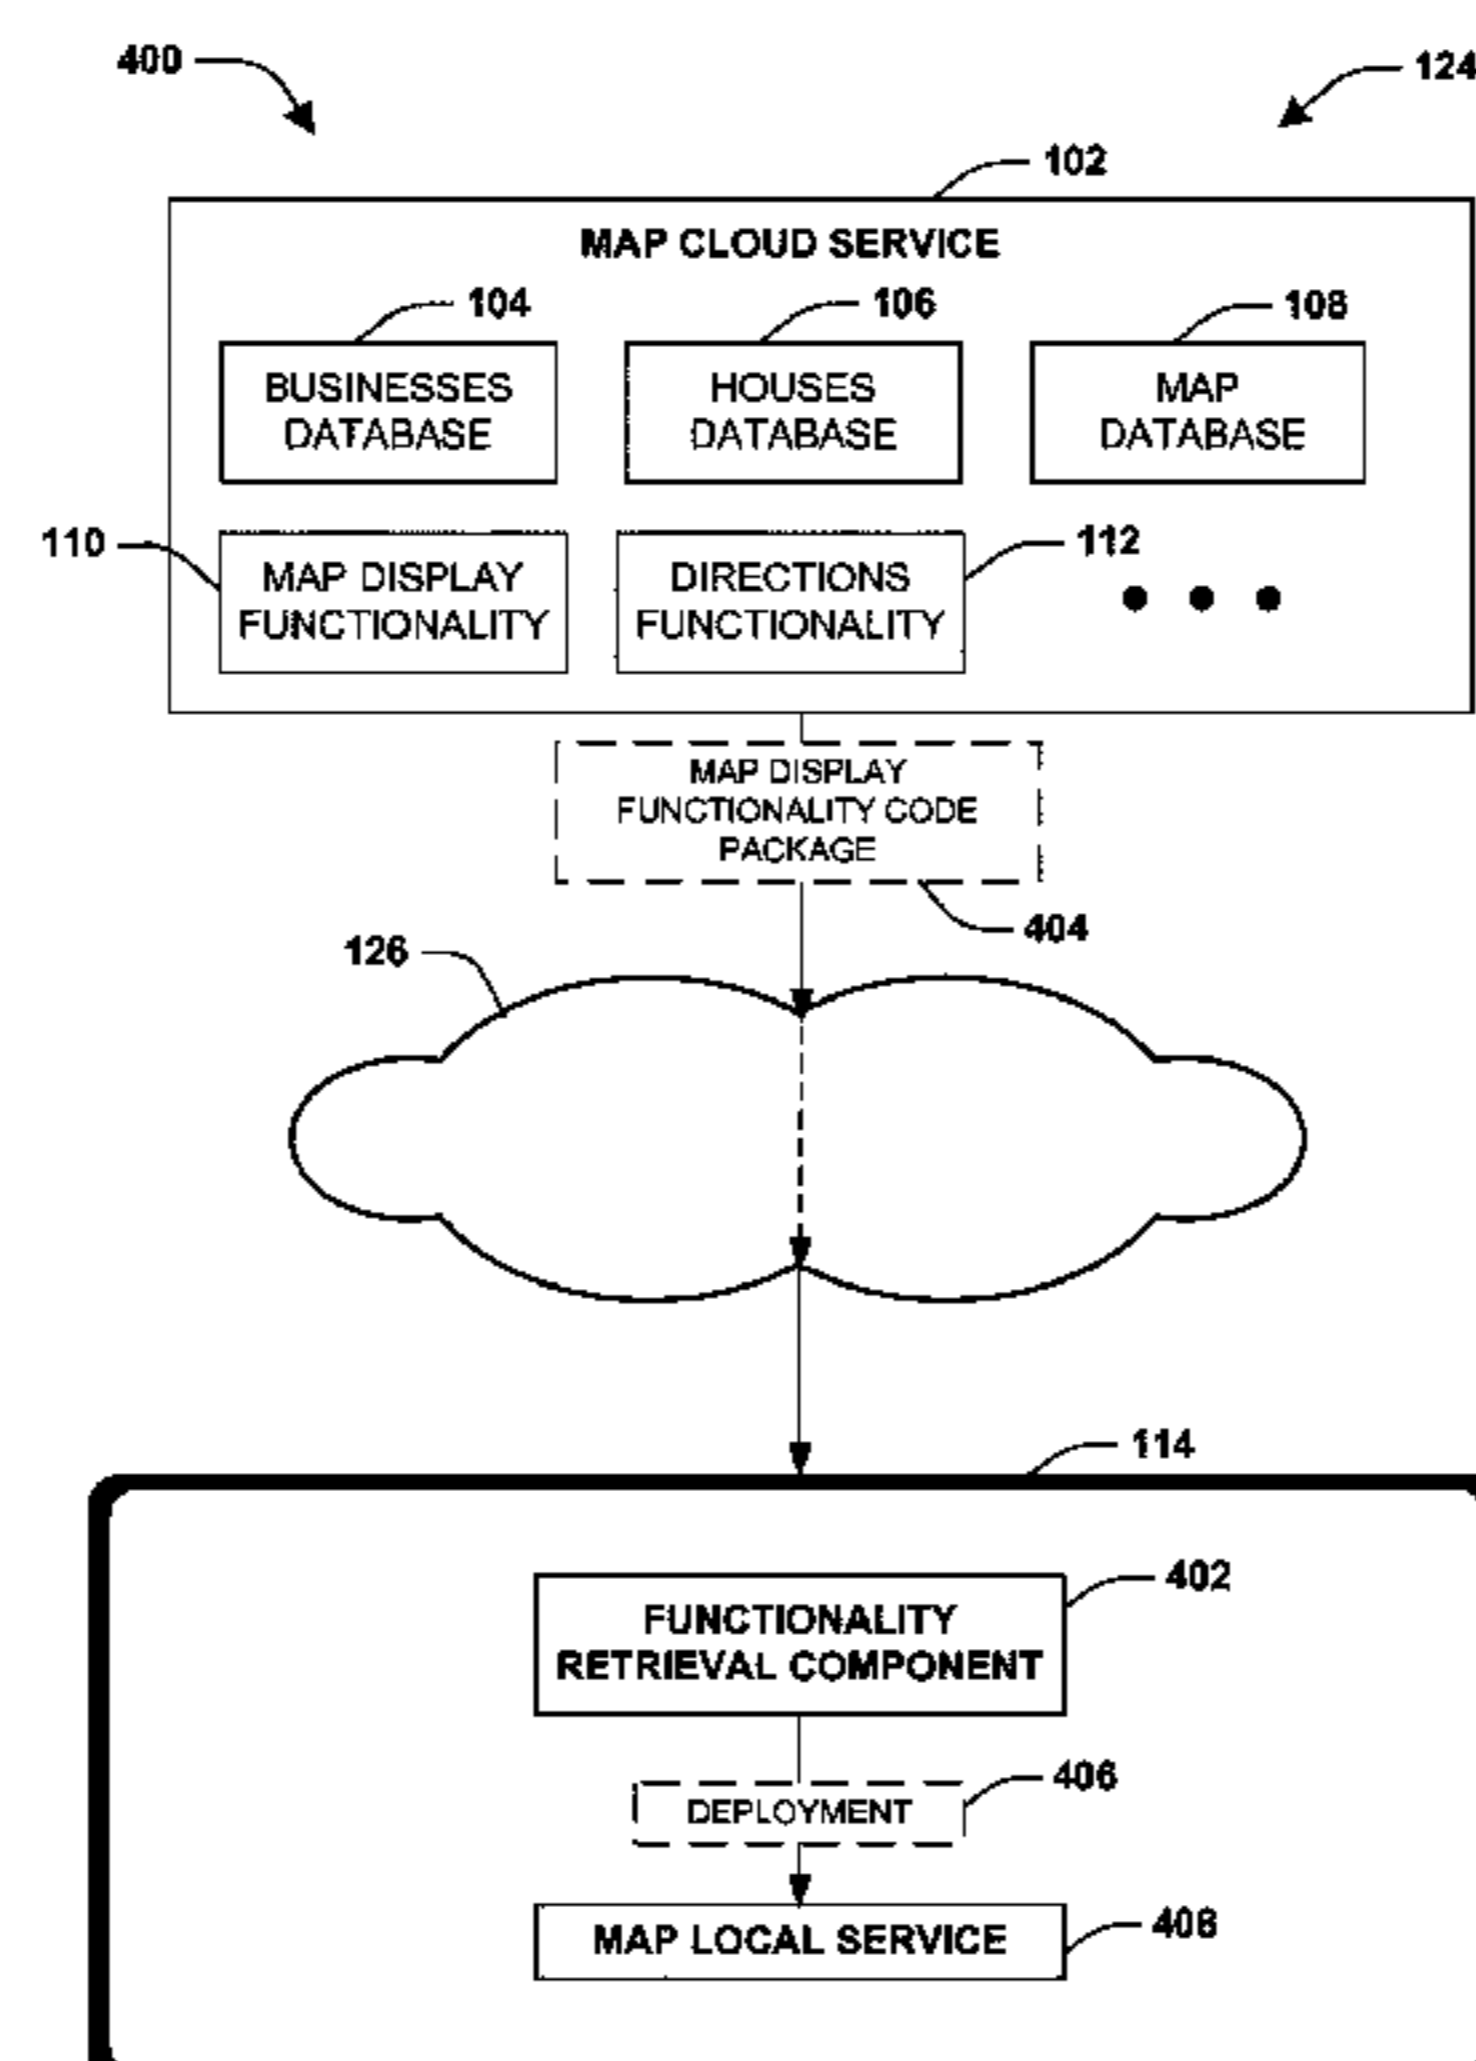 400
124
102
MAP CLOUD SERVICE
104
106
108
BUSINESSES
DATABASE
HOUSES
DATABASE
MAP
DATABASE
110
112
MAP DISPLAY
FUNCTIONALITY
DIRECTIONS
FUNCTIONALITY
MAP DISPLAY
FUNCTIONALITY CODE
PACKAGE
404
126
114
402
FUNCTIONALITY
RETRIEVAL COMPONENT
406
DEPLOYMENT
MAP LOCAL SERVICE
408